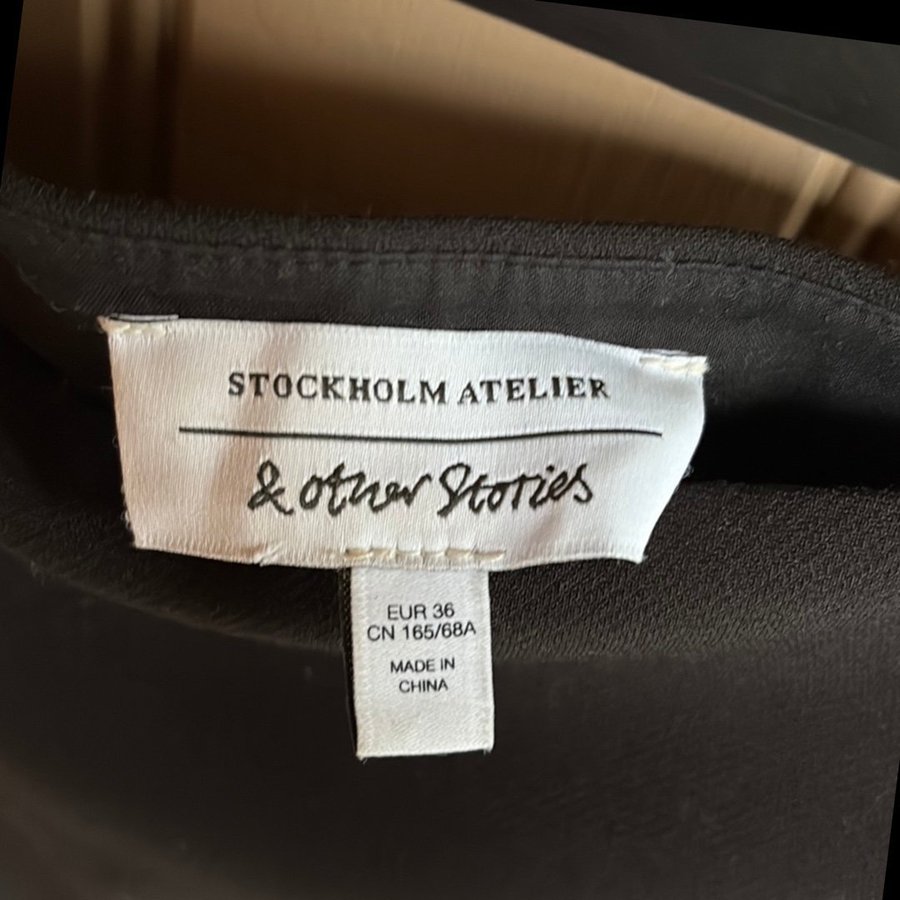 STOCKHOLM ATELIER
& other Stories
EUR 36
CN 165/68A
MADE IN
CHINA